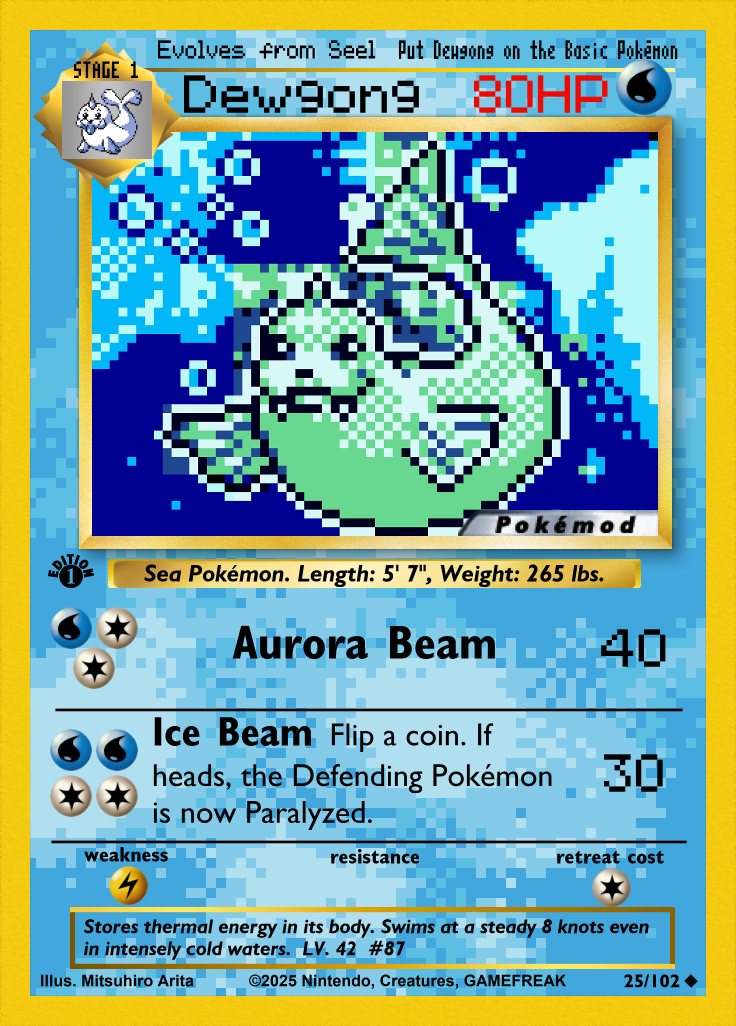 Evolves from Seel Put Dewgong on the Basic Pokémon
STAGE 1
Dewgong 80HP
Pokémod
EDITION
1
Sea Pokémon. Length: 5' 7", Weight: 265 lbs.
Aurora Beam 40
Ice Beam Flip a coin. If
heads, the Defending Pokémon
is now Paralyzed.
30
weakness resistance retreat cost
Stores thermal energy in its body. Swims at a steady 8 knots even
in intensely cold waters. LV. 42 #87
Illus. Mitsuhiro Arita ©2025 Nintendo, Creatures, GAMEFREAK 25/102